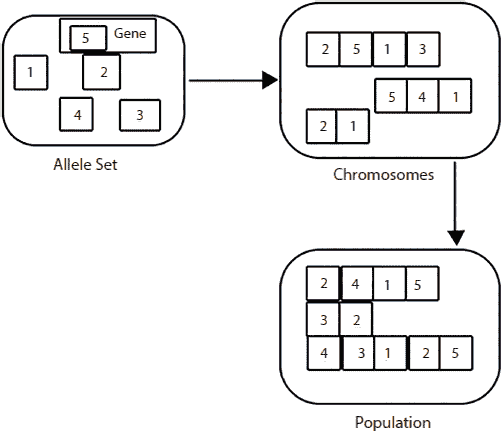 5 Gene
1 2
4 3
Allele Set
2 5 1 3
5 4 1
2 1
Chromosomes
2 4 1 5
3 2
4 3 1 2 5
Population